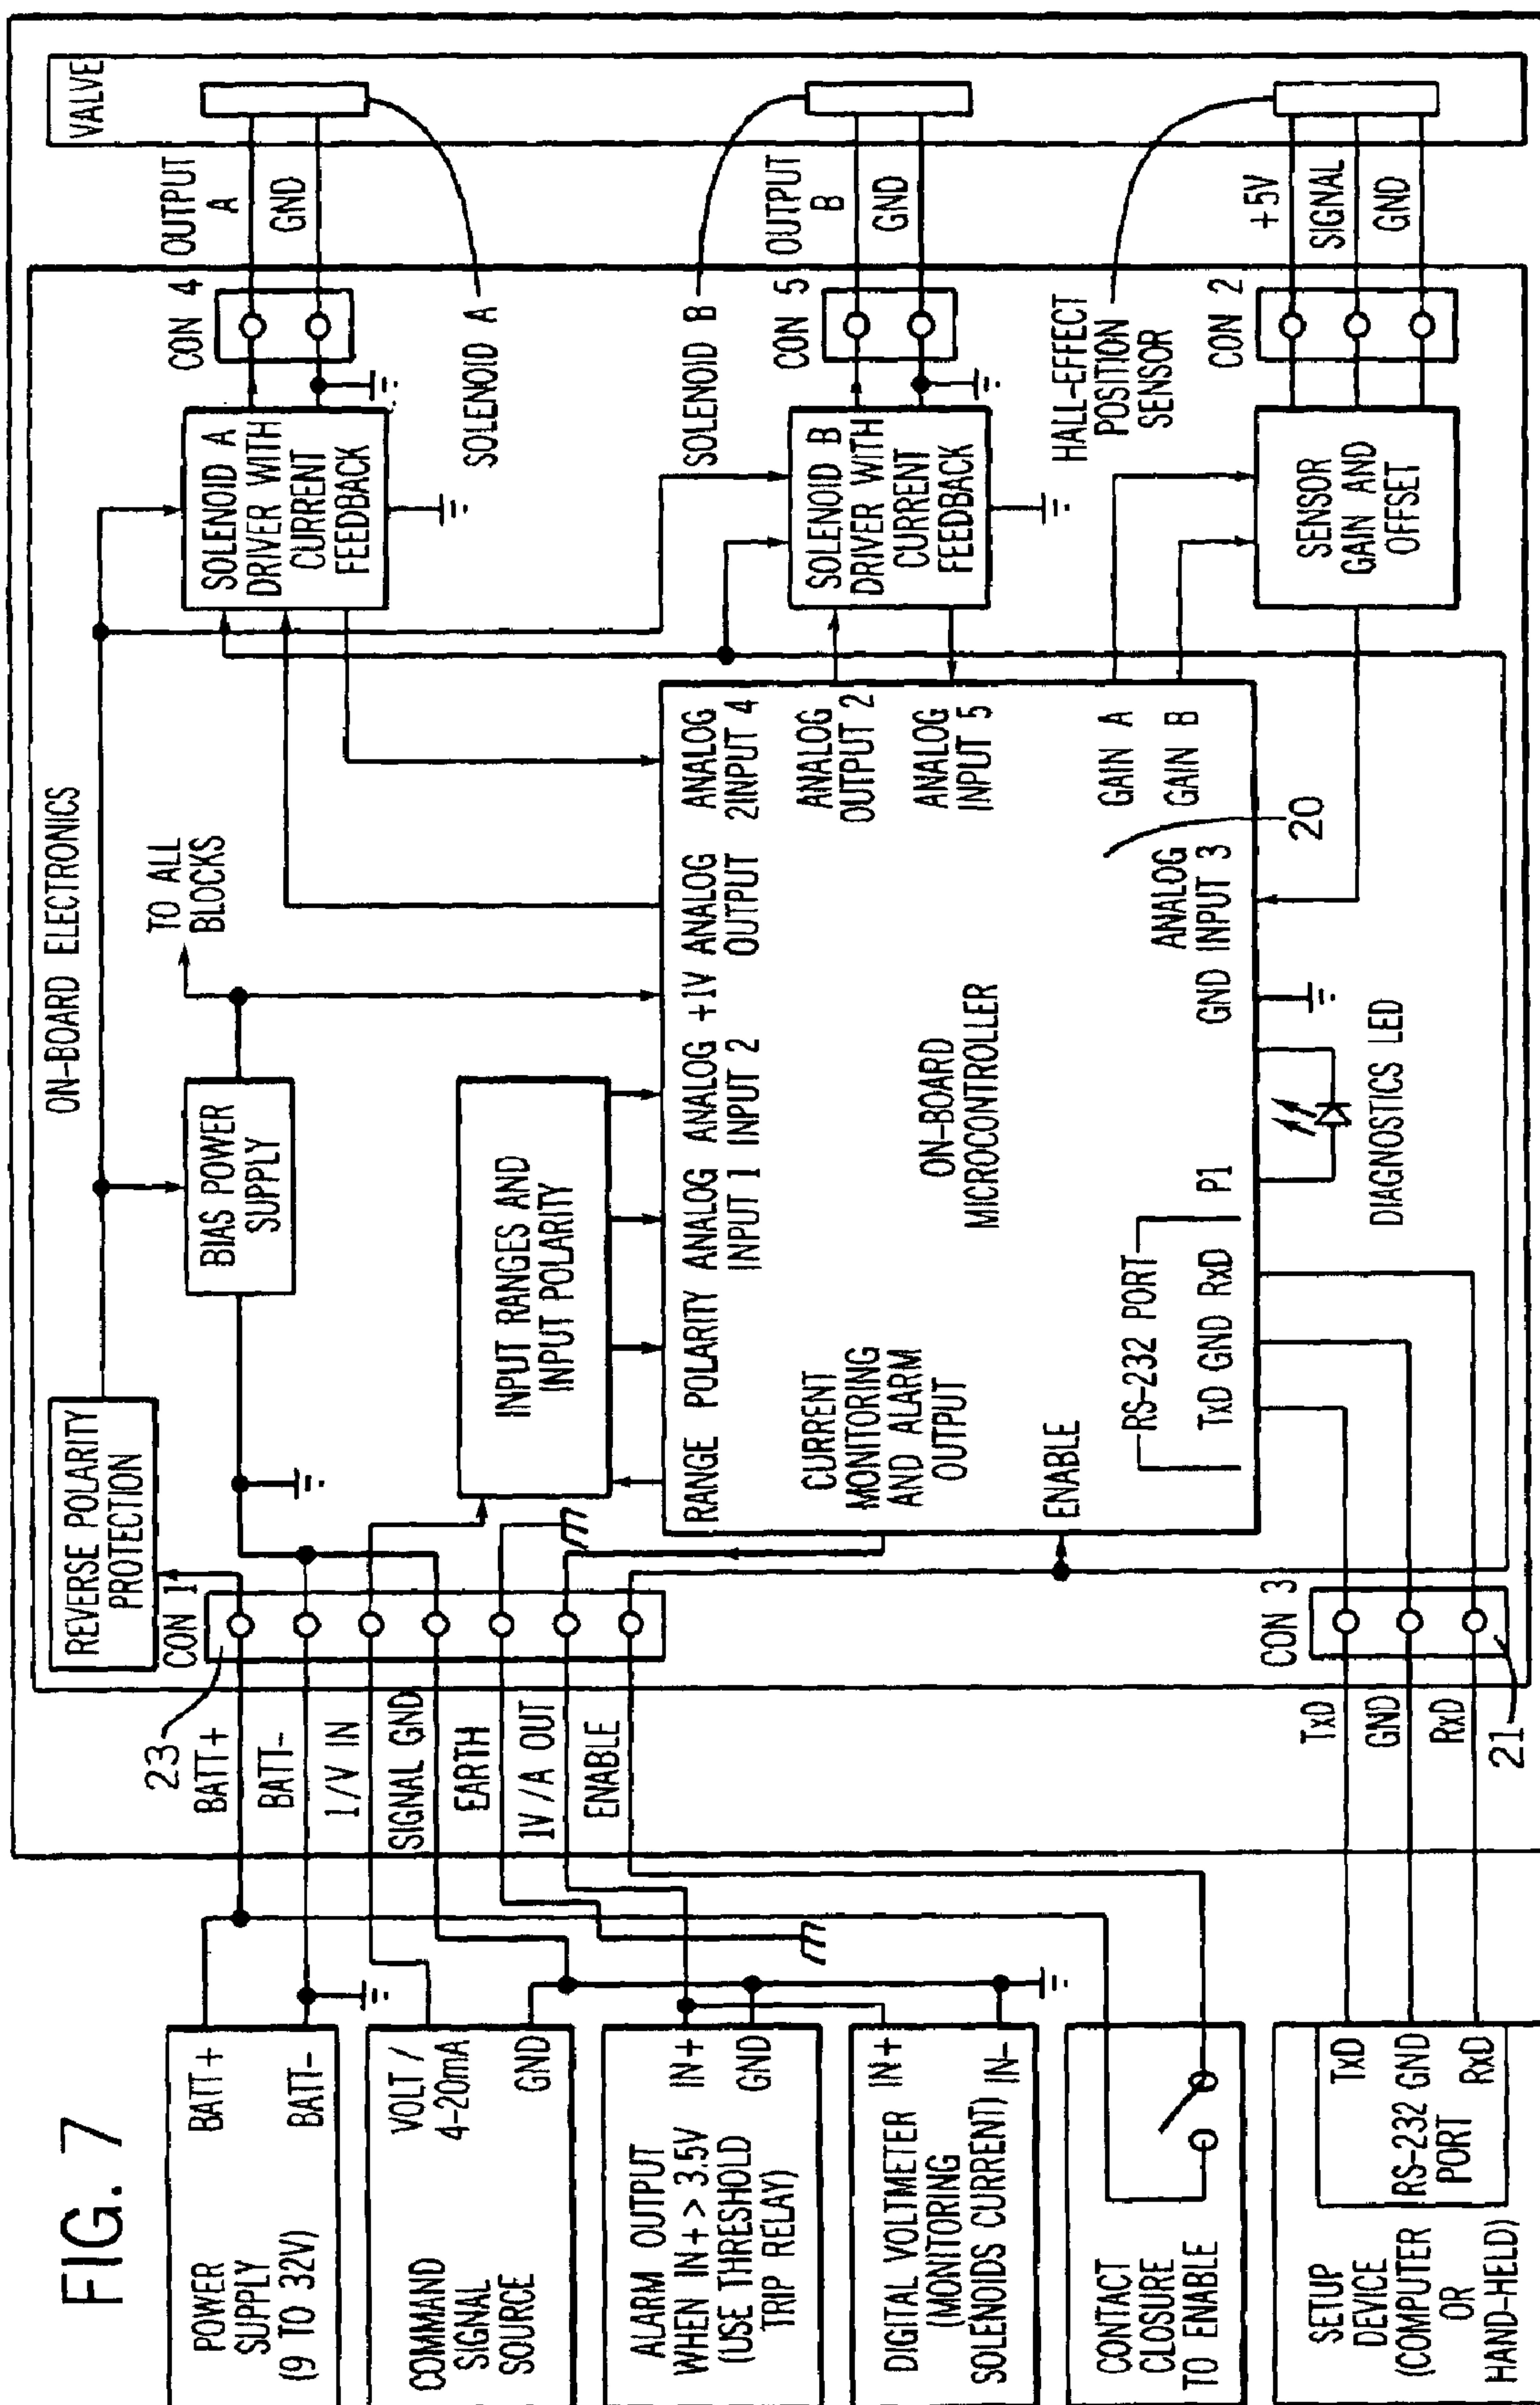 FIG. 7
POWER
SUPPLY
(9 TO 32V)
BATT+
BATT-
COMMAND
SIGNAL
SOURCE
VOLT /
4-20mA
GND
ALARM OUTPUT
WHEN IN+ > 3.5V
(USE THRESHOLD
TRIP RELAY)
IN+
GND
DIGITAL VOLTMETER
(MONITORING
SOLENOIDS CURRENT)
IN+
IN-
CONTACT
CLOSURE
TO ENABLE
SETUP
DEVICE
(COMPUTER
OR
HAND-HELD)
RS-232
PORT
TxD
GND
RxD
23
BATT+
BATT-
1/V IN
SIGNAL GND
EARTH
1V/A OUT
ENABLE
TxD
GND
RxD
21
CON 1
CON 3
REVERSE POLARITY
PROTECTION
ON-BOARD ELECTRONICS
BIAS POWER
SUPPLY
TO ALL
BLOCKS
INPUT RANGES AND
INPUT POLARITY
RANGE
POLARITY
ANALOG
INPUT 1
ANALOG
INPUT 2
+1V
ANALOG
OUTPUT
ANALOG
2INPUT 4
CURRENT
MONITORING
AND ALARM
OUTPUT
ENABLE
ON-BOARD
MICROCONTROLLER
ANALOG
OUTPUT 2
ANALOG
INPUT 5
GAIN A
GAIN B
20
RS-232 PORT
TxD GND RxD
P1
GND
ANALOG
INPUT 3
DIAGNOSTICS LED
SOLENOID A
DRIVER WITH
CURRENT
FEEDBACK
CON 4
OUTPUT
A
GND
SOLENOID A
SOLENOID B
DRIVER WITH
CURRENT
FEEDBACK
SOLENOID B
CON 5
OUTPUT
B
GND
HALL-EFFECT
POSITION
SENSOR
SENSOR
GAIN AND
OFFSET
CON 2
+5V
SIGNAL
GND
VALVE